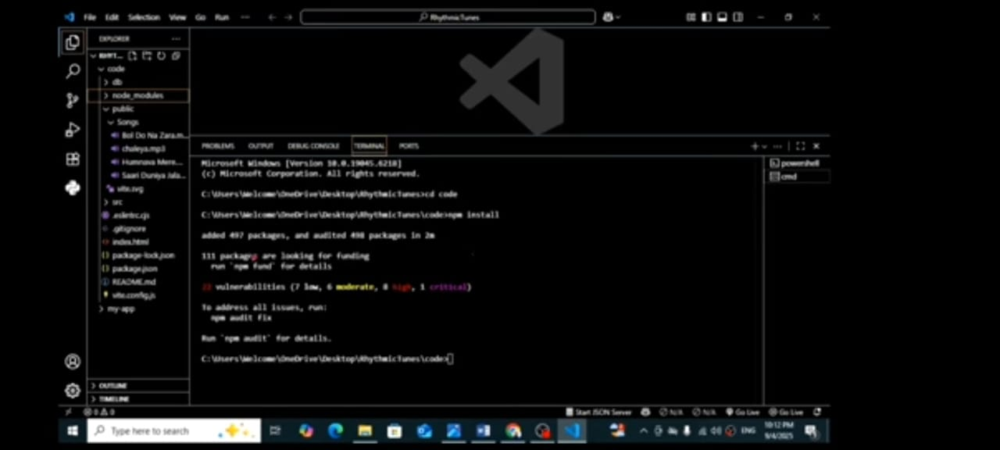 File Edit Selection View Go Run ···
RhythmicTunes
EXPLORER ···
RHYT...
code
db
node_modules
public
Songs
Bol Do Na Zara.m...
chaleya.mp3
Humnava Mere....
Saari Duniya Jala...
vite.svg
src
.eslintrc.cjs
.gitignore
index.html
package-lock.json
package.json
README.md
vite.config.js
my-app
OUTLINE
TIMELINE
PROBLEMS OUTPUT DEBUG CONSOLE TERMINAL PORTS
powershell
cmd
Microsoft Windows [Version 10.0.19045.6218]
(c) Microsoft Corporation. All rights reserved.
C:\Users\Welcome\OneDrive\Desktop\RhythmicTunes>cd code
C:\Users\Welcome\OneDrive\Desktop\RhythmicTunes\code>npm install
added 497 packages, and audited 498 packages in 2m
111 packages are looking for funding
run `npm fund` for details
22 vulnerabilities (7 low, 6 moderate, 8 high, 1 critical)
To address all issues, run:
npm audit fix
Run `npm audit` for details.
C:\Users\Welcome\OneDrive\Desktop\RhythmicTunes\code>
0 0
Start JSON Server N/A N/A Go Live Go Live
Type here to search
ENG
10:12 PM
9/4/2025